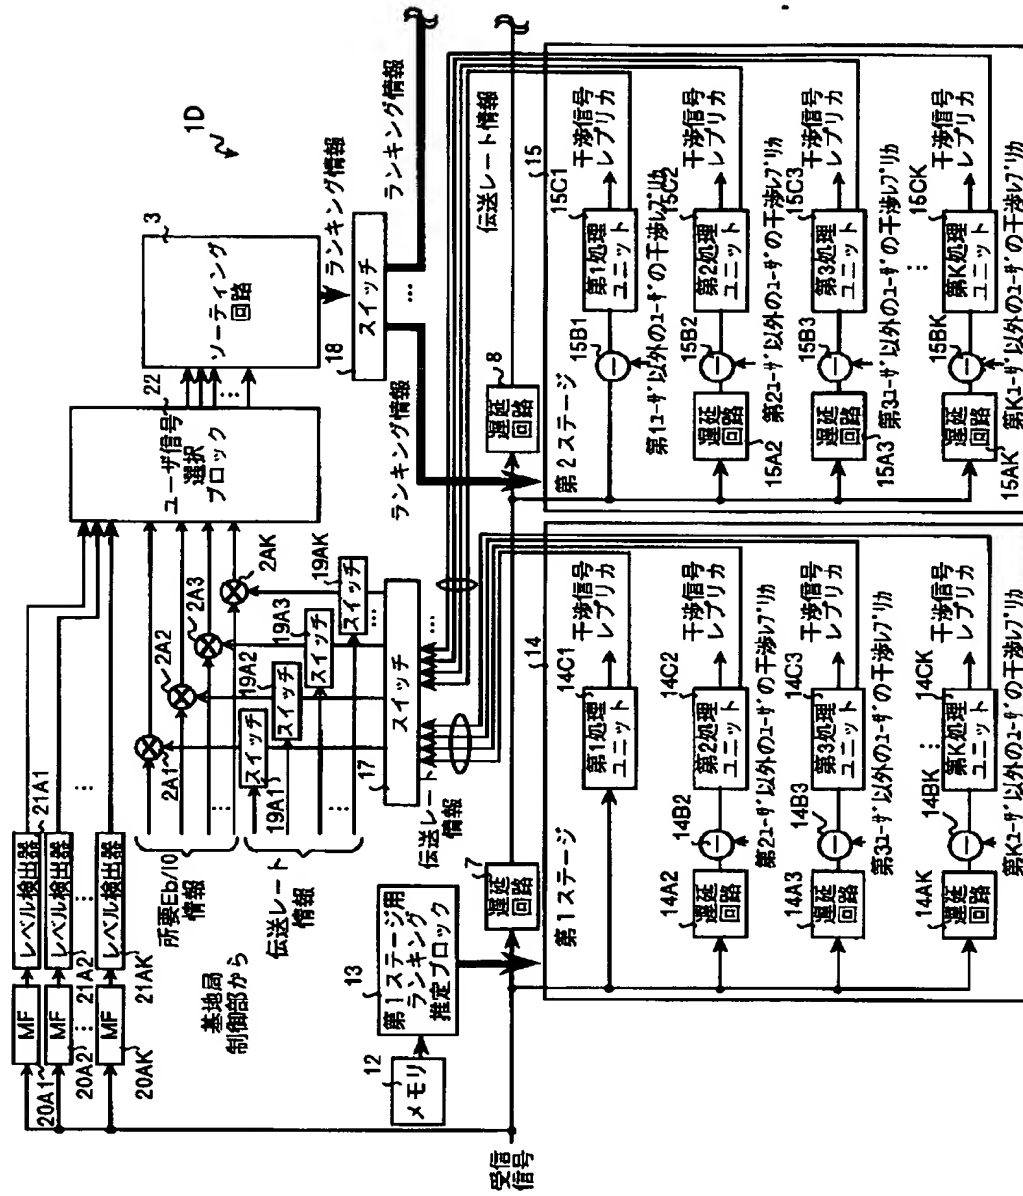 1D
受信
信号
20A1
MF
20A2
MF
⋮
20AK
MF
21A1
レベル検出器
21A2
レベル検出器
⋮
21AK
レベル検出器
⋮
基地局
制御部から
所要Eb/I0
情報
伝送レート
情報
⋮
⋮
2A1
2A2
2A3
2AK
19A1
スイッチ
19A2
スイッチ
19A3
スイッチ
19AK
スイッチ
…
17
スイッチ
…
伝送レート
情報
22
ユーザ信号
選択
ブロック
⋮
3
ソーティング
回路
ランキング情報
18
スイッチ
…
ランキング情報
ランキング情報
伝送レート情報
12
メモリ
13
第1ステージ用
ランキング
推定ブロック
7
遅延
回路
8
遅延
回路
第1ステージ
14
14C1
第1処理
ユニット
干渉信号
レプリカ
14A2
遅延
回路
14B2
14C2
第2処理
ユニット
干渉信号
レプリカ
第2ユーザ以外のユーザの干渉レプリカ
14A3
遅延
回路
14B3
14C3
第3処理
ユニット
干渉信号
レプリカ
第3ユーザ以外のユーザの干渉レプリカ
⋮
14AK
遅延
回路
14BK
14CK
第K処理
ユニット
干渉信号
レプリカ
第Kユーザ以外のユーザの干渉レプリカ
第2ステージ
15
15B1
15C1
第1処理
ユニット
干渉信号
レプリカ
第1ユーザ以外のユーザの干渉レプリカ
15A2
遅延
回路
15B2
15C2
第2処理
ユニット
干渉信号
レプリカ
第2ユーザ以外のユーザの干渉レプリカ
15A3
遅延
回路
15B3
15C3
第3処理
ユニット
干渉信号
レプリカ
第3ユーザ以外のユーザの干渉レプリカ
⋮
15AK
遅延
回路
15BK
15CK
第K処理
ユニット
干渉信号
レプリカ
第Kユーザ以外のユーザの干渉レプリカ